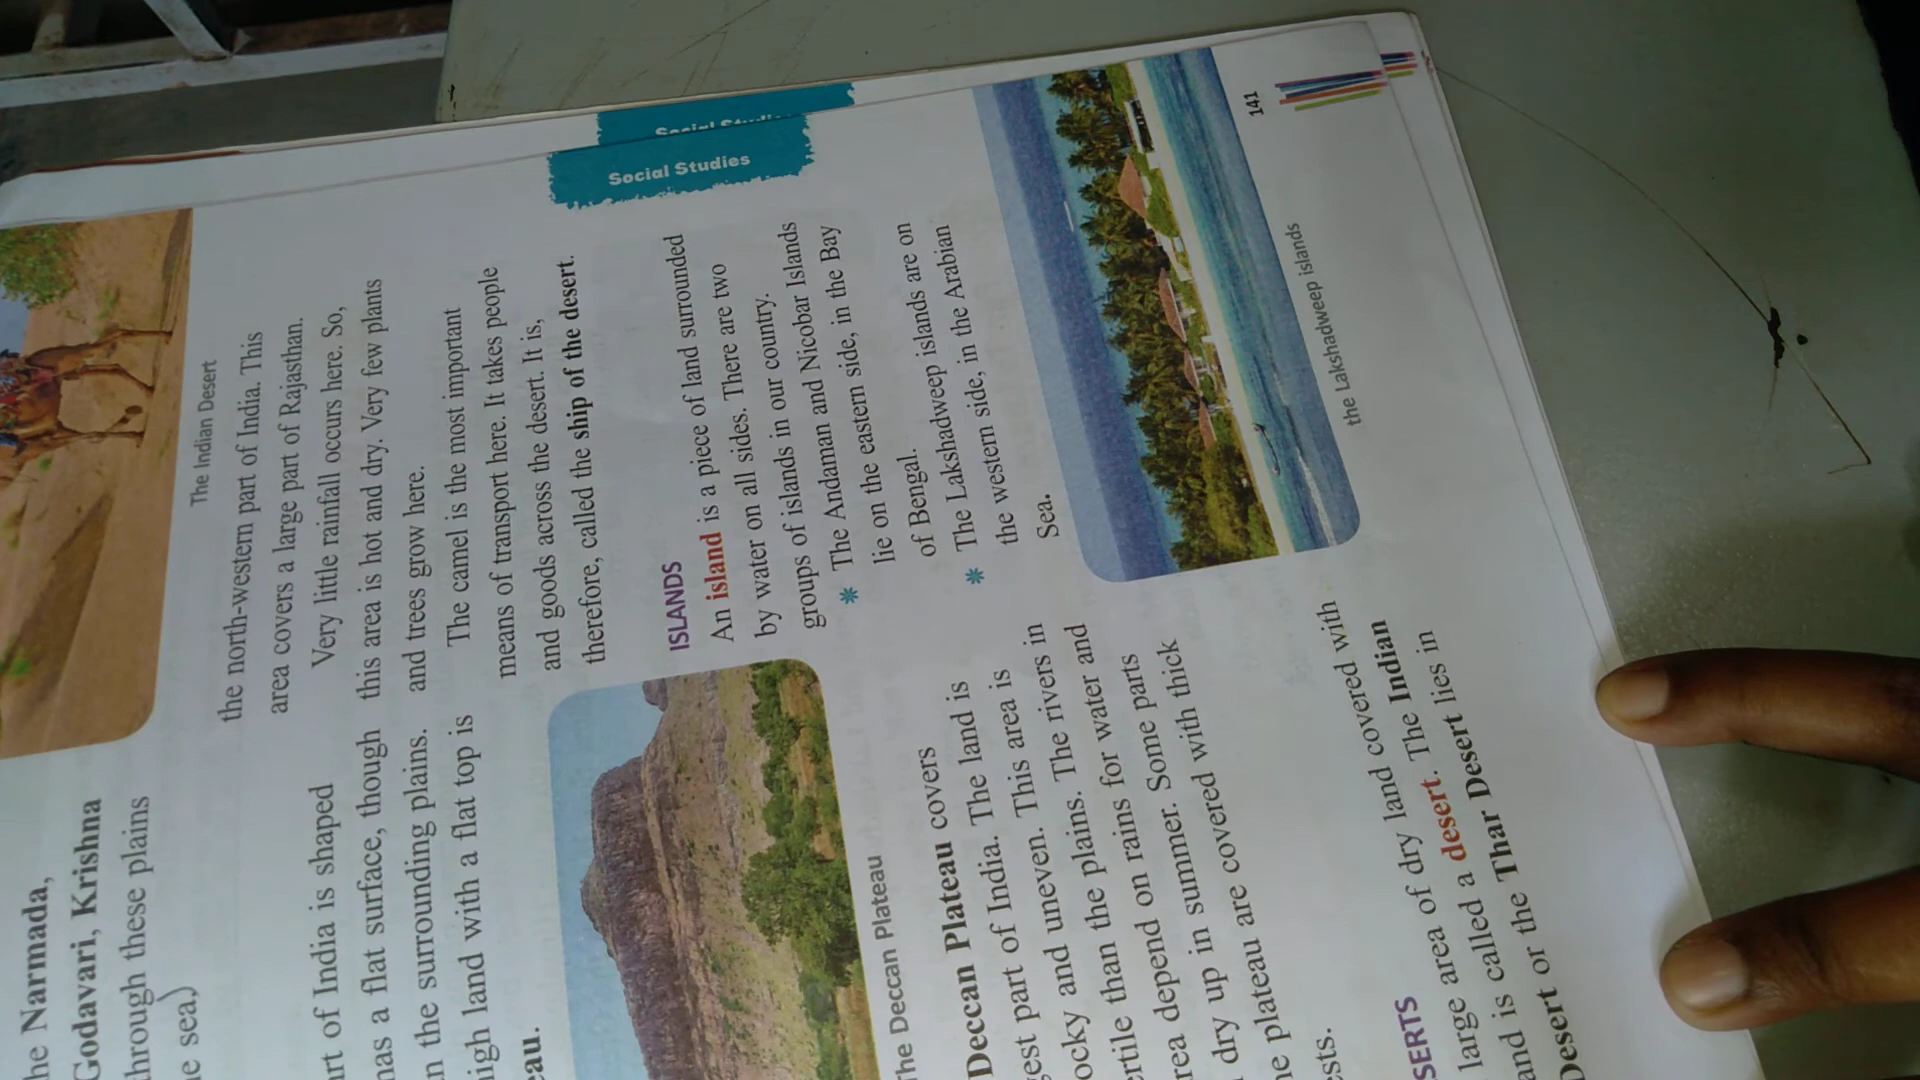 he Narmada,
Godavari, Krishna
through these plains
e sea.
art of India is shaped
has a flat surface, though
n the surrounding plains.
high land with a flat top is
eau.
The Deccan Plateau
Deccan Plateau covers
gest part of India. The land is
ocky and uneven. This area is
ertile than the plains. The rivers in
rea depend on rains for water and
dry up in summer. Some parts
he plateau are covered with thick
ests.
SERTS
large area of dry land covered with
and is called a desert. The Indian
Desert or the Thar Desert lies in
The Indian Desert
the north-western part of India. This
area covers a large part of Rajasthan.
Very little rainfall occurs here. So,
this area is hot and dry. Very few plants
and trees grow here.
The camel is the most important
means of transport here. It takes people
and goods across the desert. It is,
therefore, called the ship of the desert.
ISLANDS
An island is a piece of land surrounded
by water on all sides. There are two
groups of islands in our country.
* The Andaman and Nicobar Islands
lie on the eastern side, in the Bay
of Bengal.
* The Lakshadweep islands are on
the western side, in the Arabian
Sea.
the Lakshadweep islands
Social Studies
Social Studies
141